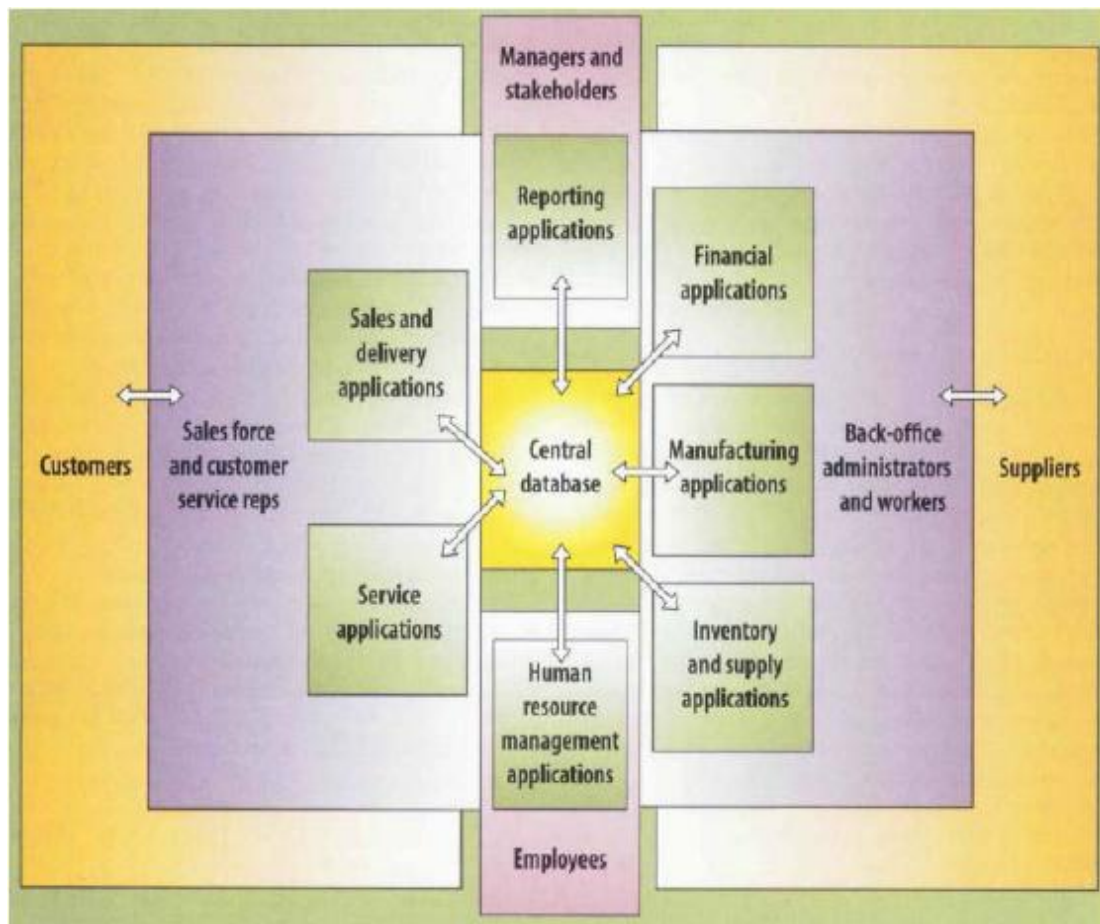 Managers and
stakeholders
Reporting
applications
Financial
applications
Sales and
delivery
applications
Customers
Sales force
and customer
service reps
Central
database
Manufacturing
applications
Back-office
administrators
and workers
Suppliers
Service
applications
Inventory
and supply
applications
Human
resource
management
applications
Employees